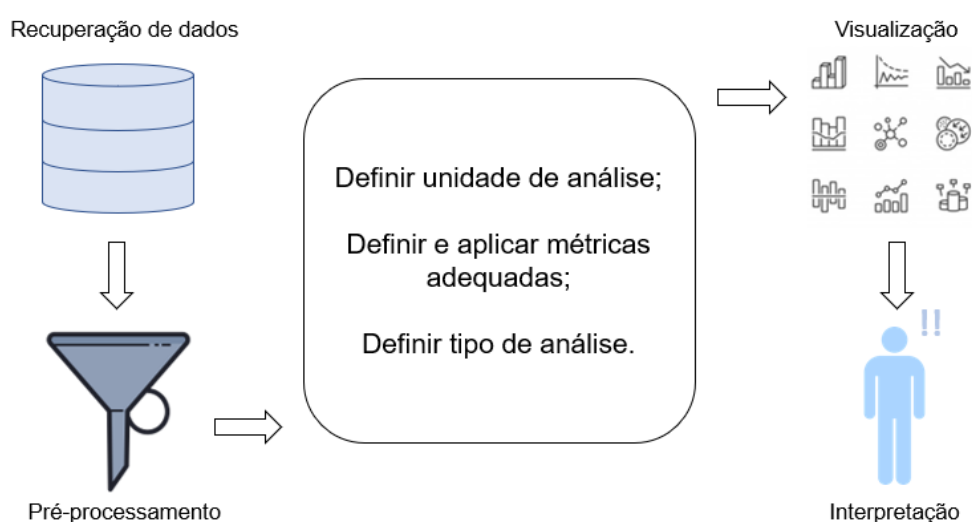 Recuperação de dados
Pré-processamento
Definir unidade de análise;
Definir e aplicar métricas
adequadas;
Definir tipo de análise.
Visualização
!!
Interpretação